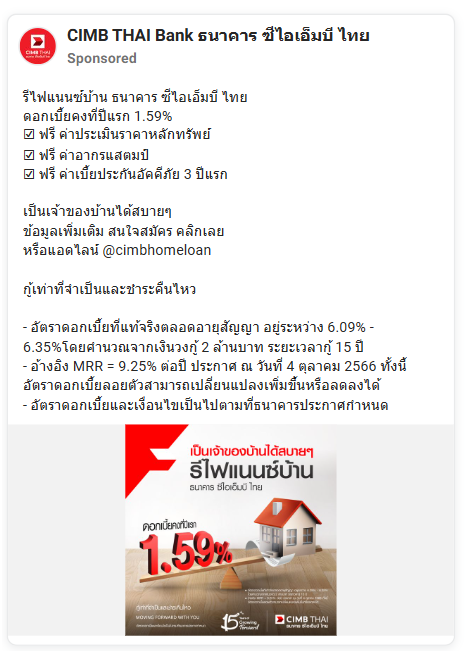 CIMB THAI
CIMB THAI Bank ธนาคาร ซีไอเอ็มบี ไทย
Sponsored
รีไฟแนนซ์บ้าน ธนาคาร ซีไอเอ็มบี ไทย
ดอกเบี้ยคงที่ปีแรก 1.59%
☑ ฟรี ค่าประเมินราคาหลักทรัพย์
☑ ฟรี ค่าอากรแสตมป์
☑ ฟรี ค่าเบี้ยประกันอัคคีภัย 3 ปีแรก
เป็นเจ้าของบ้านได้สบายๆ
ข้อมูลเพิ่มเติม สนใจสมัคร คลิกเลย
หรือแอดไลน์ @cimbhomeloan
กู้เท่าที่จำเป็นและชำระคืนไหว
- อัตราดอกเบี้ยที่แท้จริงตลอดอายุสัญญา อยู่ระหว่าง 6.09% -
6.35%โดยคำนวณจากเงินวงกู้ 2 ล้านบาท ระยะเวลากู้ 15 ปี
- อ้างอิง MRR = 9.25% ต่อปี ประกาศ ณ วันที่ 4 ตุลาคม 2566 ทั้งนี้
อัตราดอกเบี้ยลอยตัวสามารถเปลี่ยนแปลงเพิ่มขึ้นหรือลดลงได้
- อัตราดอกเบี้ยและเงื่อนไขเป็นไปตามที่ธนาคารประกาศกำหนด
เป็นเจ้าของบ้านได้สบายๆ
รีไฟแนนซ์บ้าน
ธนาคาร ซีไอเอ็มบี ไทย
ดอกเบี้ยคงที่ปีแรก
1.59%
กู้เท่าที่จำเป็นและชำระคืนไหว
MOVING FORWARD WITH YOU
15 Years of Growing Forward
CIMB THAI
ธนาคาร ซีไอเอ็มบี ไทย